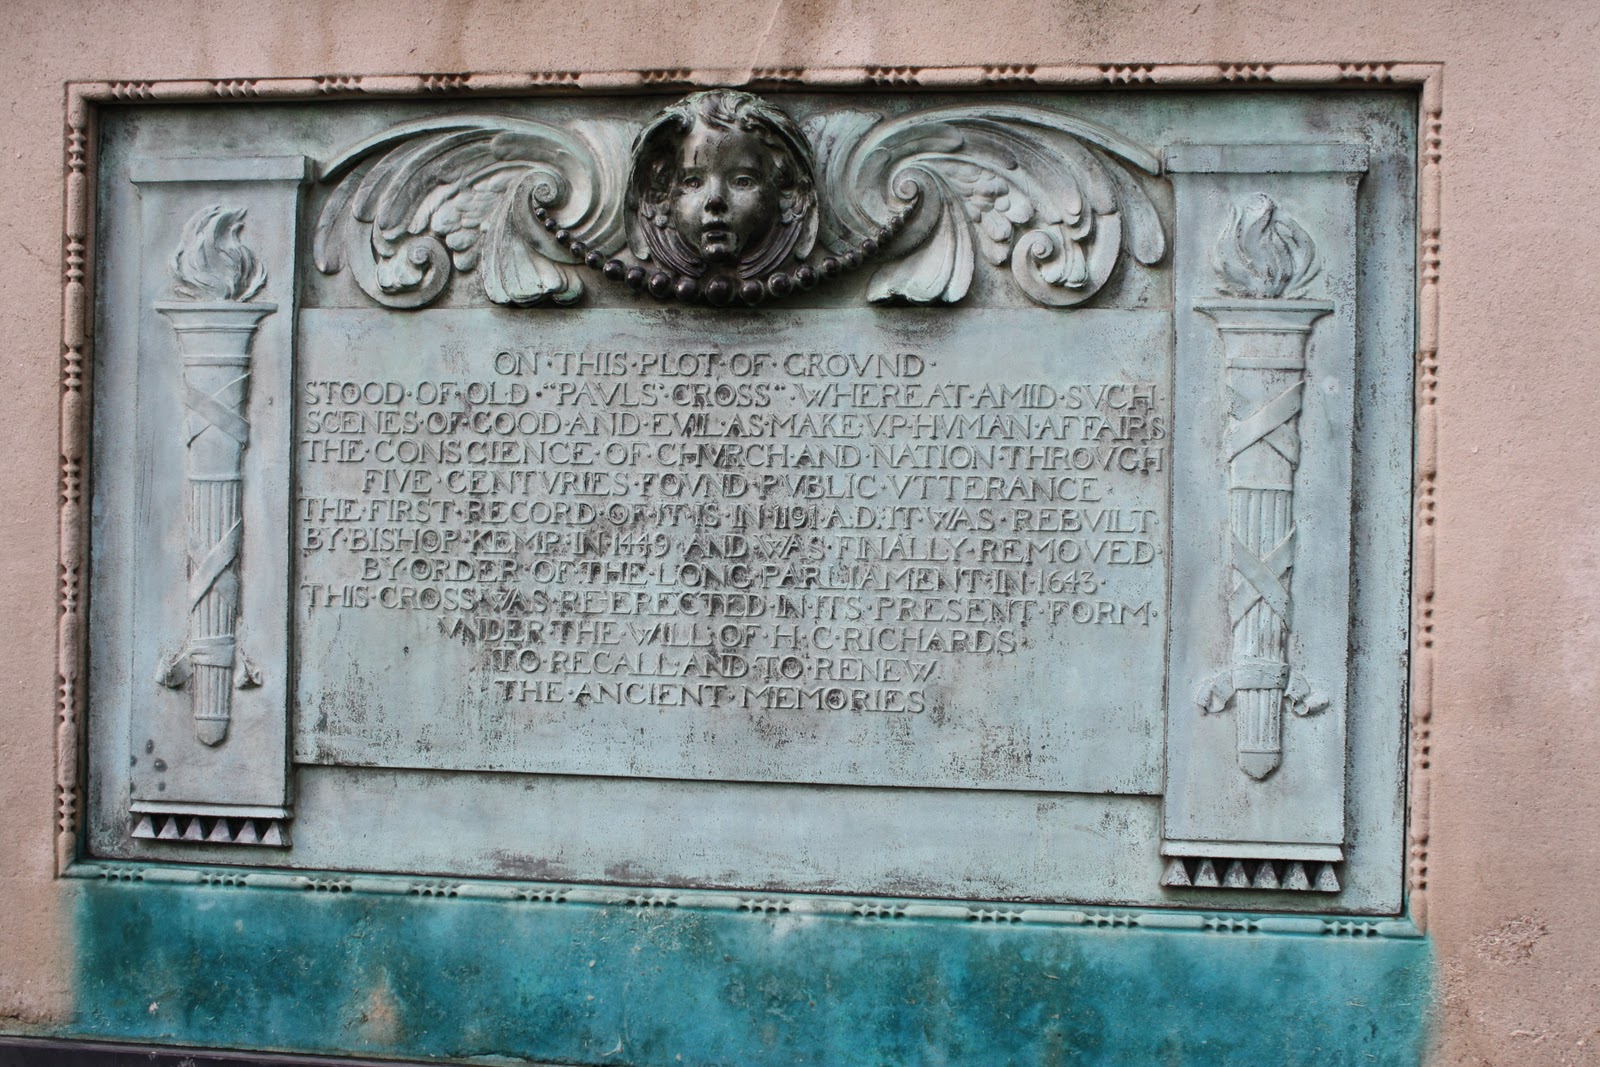 ON·THIS·PLOT·OF·GROVND·
STOOD·OF·OLD·"PAVLS·CROSS"·WHEREAT·AMID·SVCH
SCENES·OF·GOOD·AND·EVIL·AS·MAKE·VP·HVMAN·AFFAIRS
THE·CONSCIENCE·OF·CHVRCH·AND·NATION·THROVGH
FIVE·CENTVRIES·FOVND·PVBLIC·VTTERANCE·
THE·FIRST·RECORD·OF·IT·IS·IN·1191·A.D:IT·WAS·REBVILT·
BY·BISHOP·KEMP·IN·1449·AND·WAS·FINALLY·REMOVED·
BY·ORDER·OF·THE·LONG·PARLIAMENT·IN·1643·
THIS·CROSS·WAS·RE·ERECTED·IN·ITS·PRESENT·FORM·
VNDER·THE·WILL·OF·H·C·RICHARDS
TO·RECALL·AND·TO·RENEW
THE·ANCIENT·MEMORIES